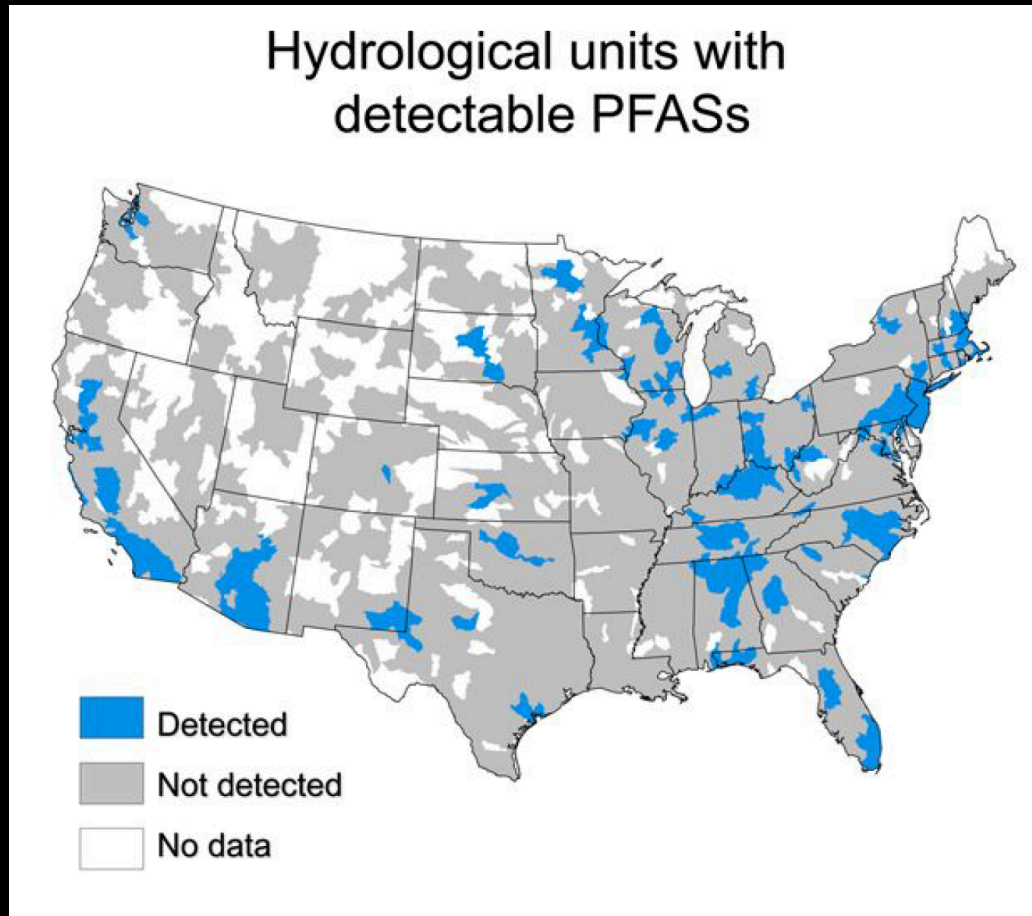 Hydrological units with
detectable PFASs
Detected
Not detected
No data